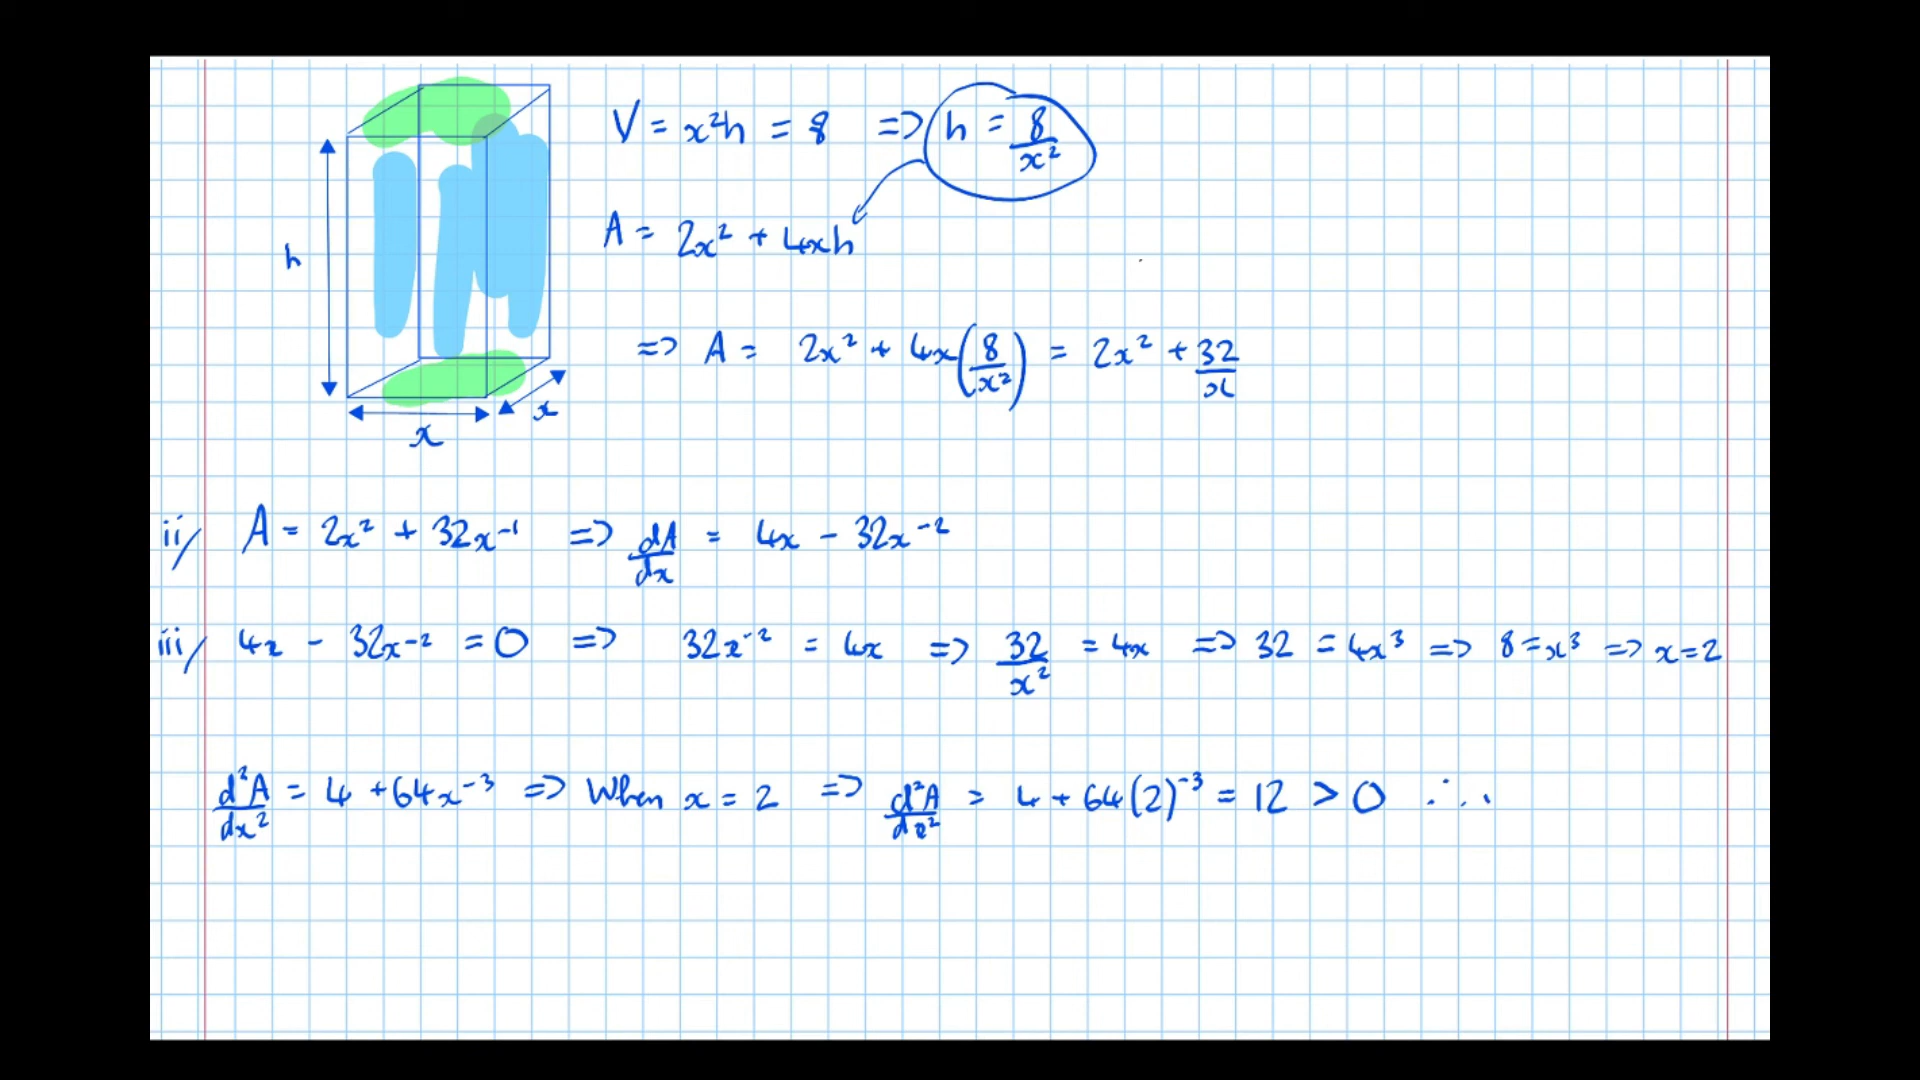 V = x²h = 8 => h = 8/x²
A = 2x² + 4xh
h
=> A = 2x² + 4x(8/x²) = 2x² + 32/x
x
x
ii/ A = 2x² + 32x⁻¹ => dA/dx = 4x - 32x⁻²
iii/ 4x - 32x⁻² = 0 => 32x⁻² = 4x => 32/x² = 4x => 32 = 4x³ => 8 = x³ => x = 2
d²A/dx² = 4 + 64x⁻³ => When x = 2 => d²A/dx² = 4 + 64(2)⁻³ = 12 > 0 ∴